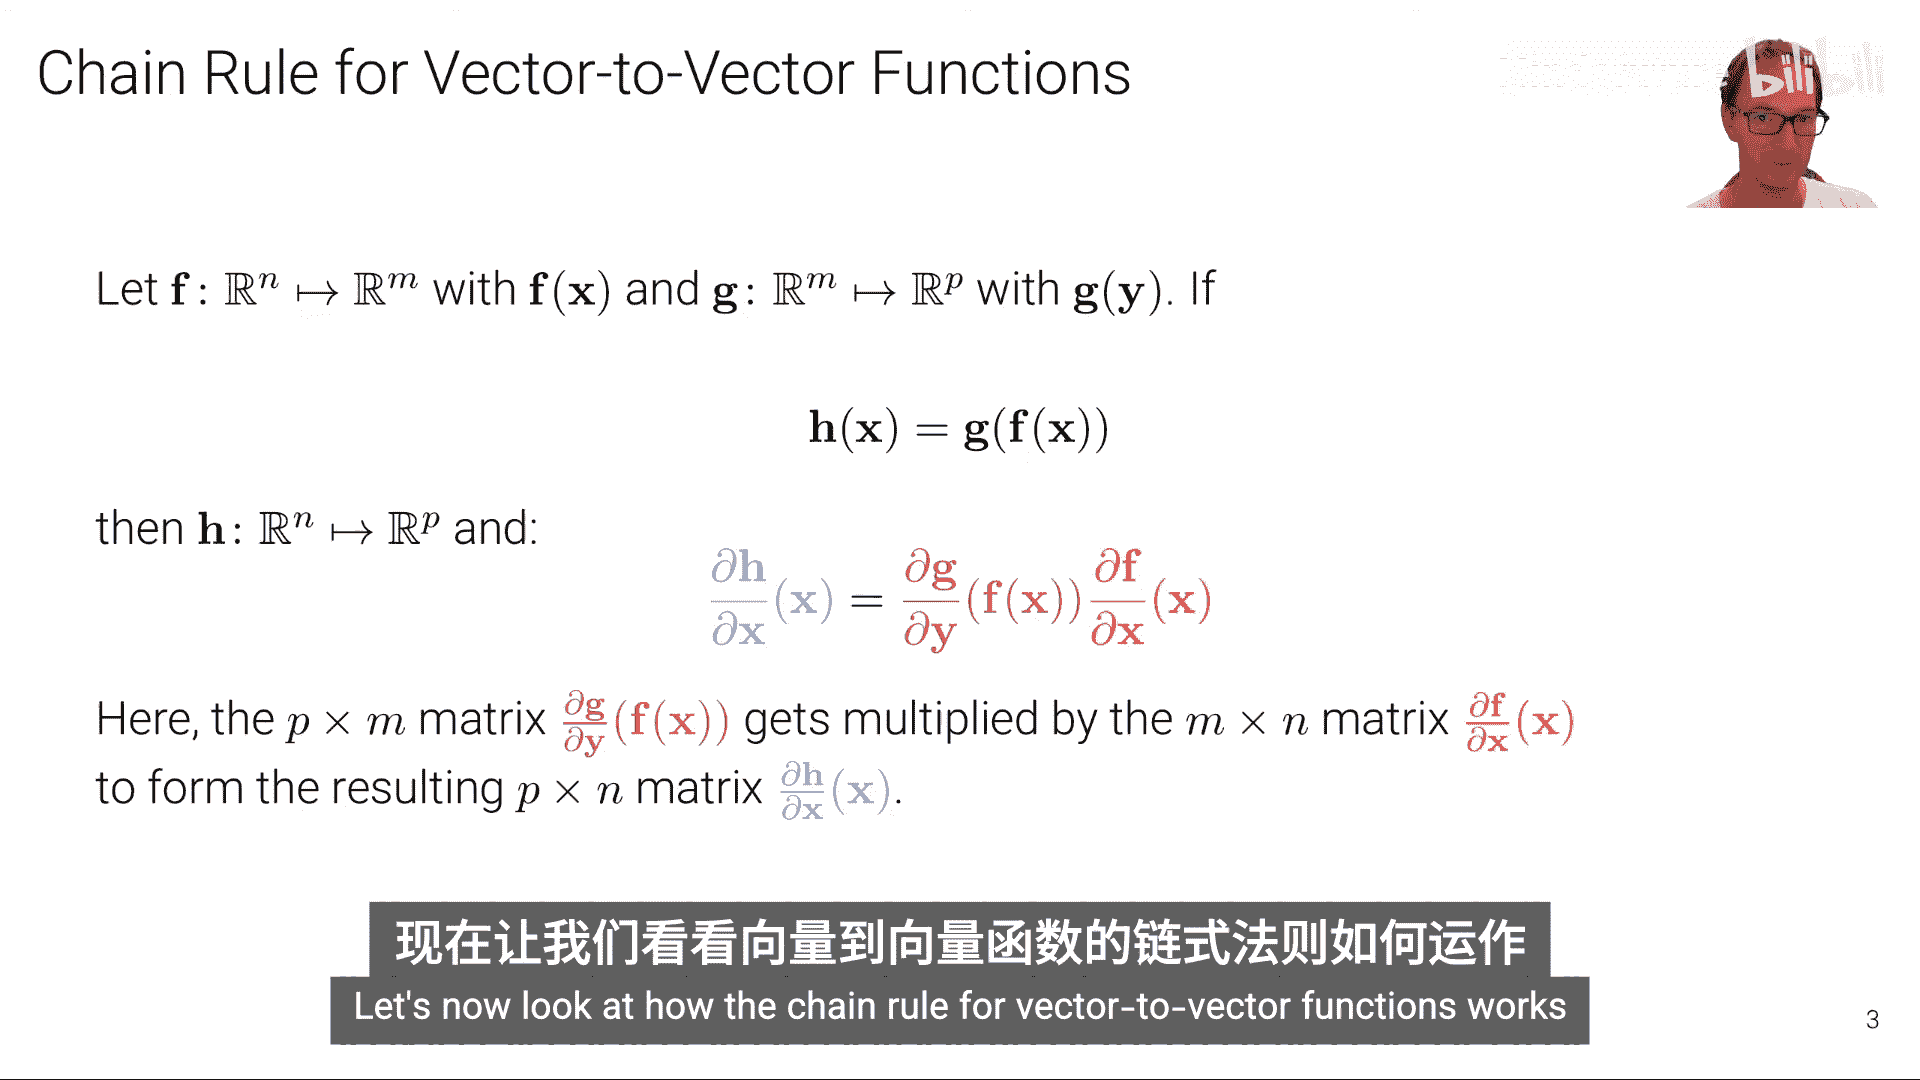 Chain Rule for Vector-to-Vector Functions
bilibili
Let f: ℝⁿ ↦ ℝᵐ with f(x) and g: ℝᵐ ↦ ℝᵖ with g(y). If
h(x) = g(f(x))
then h: ℝⁿ ↦ ℝᵖ and:
∂h/∂x (x) = ∂g/∂y (f(x)) ∂f/∂x (x)
Here, the p × m matrix ∂g/∂y (f(x)) gets multiplied by the m × n matrix ∂f/∂x (x)
to form the resulting p × n matrix ∂h/∂x (x).
现在让我们看看向量到向量函数的链式法则如何运作
Let's now look at how the chain rule for vector-to-vector functions works
3